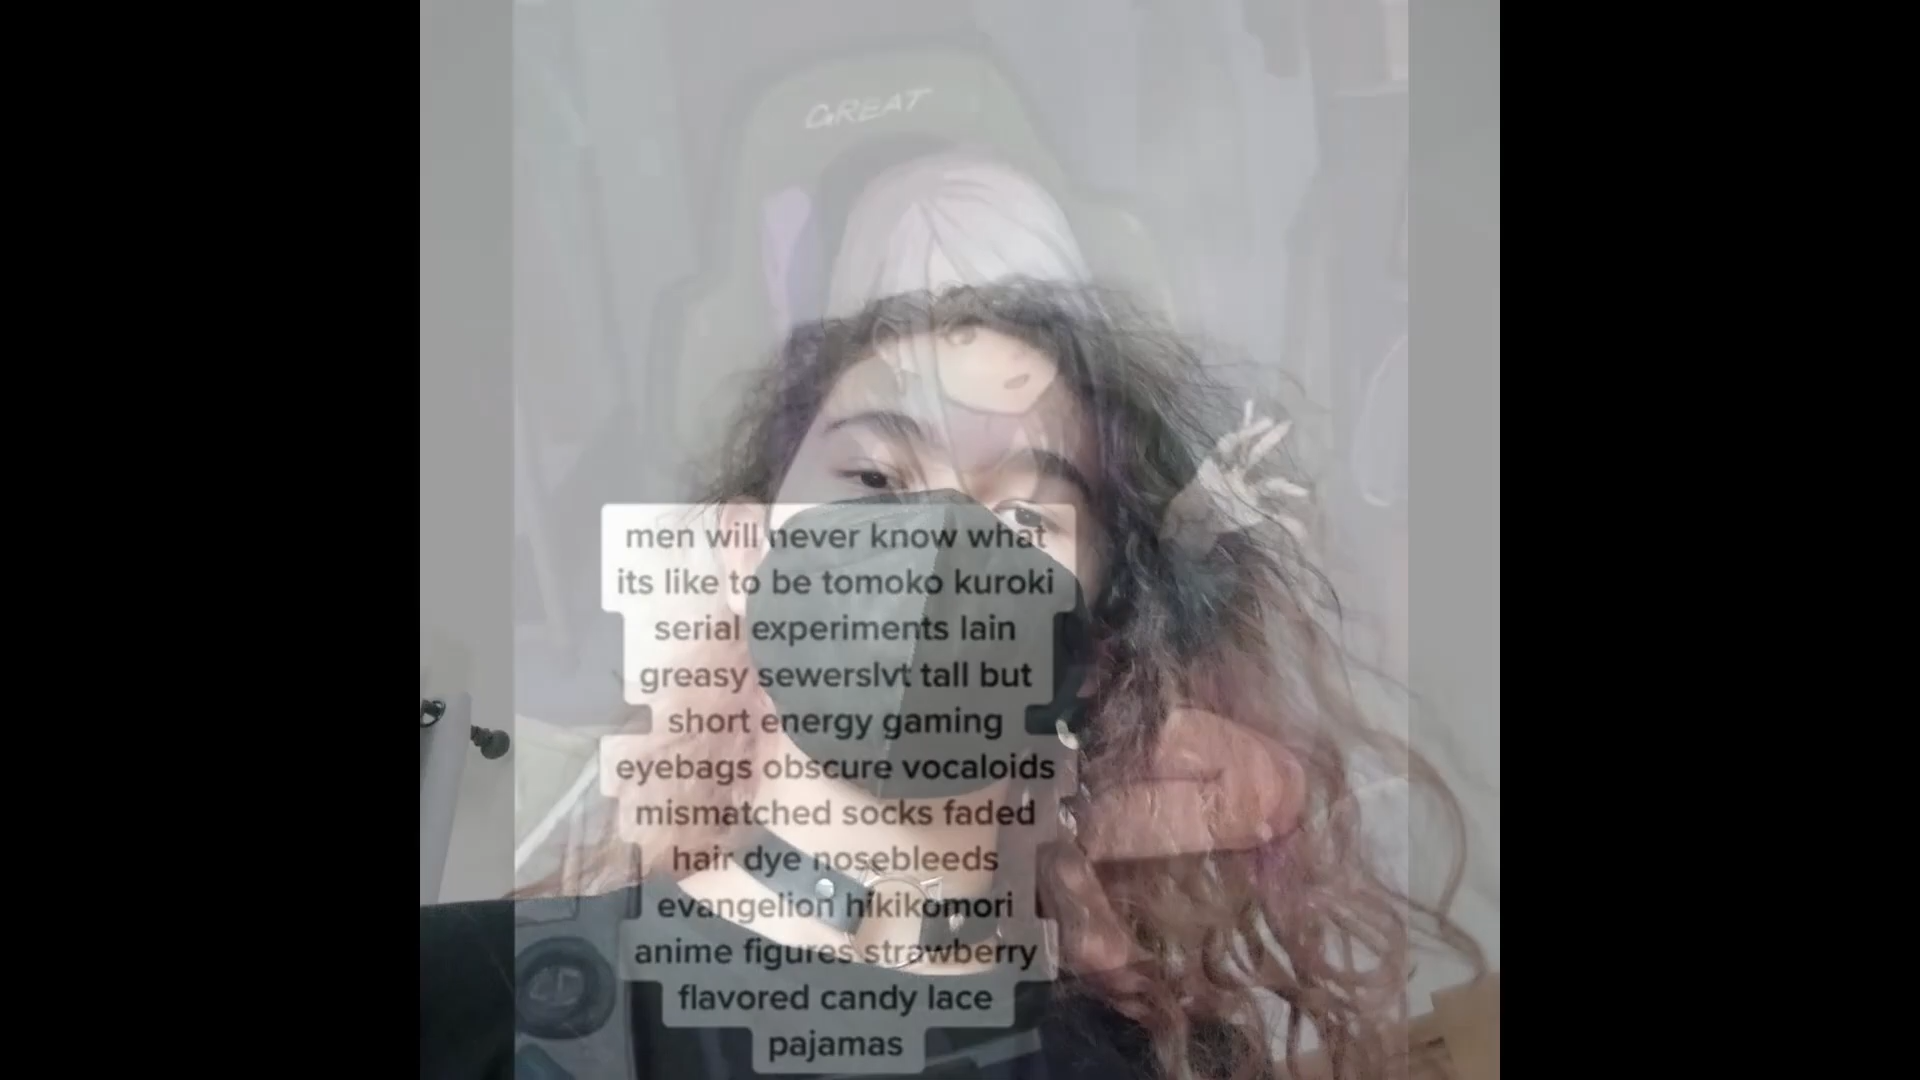 GREAT
men will never know what
its like to be tomoko kuroki
serial experiments lain
greasy sewerslvt tall but
short energy gaming
eyebags obscure vocaloids
mismatched socks faded
hair dye nosebleeds
evangelion hikikomori
anime figures strawberry
flavored candy lace
pajamas